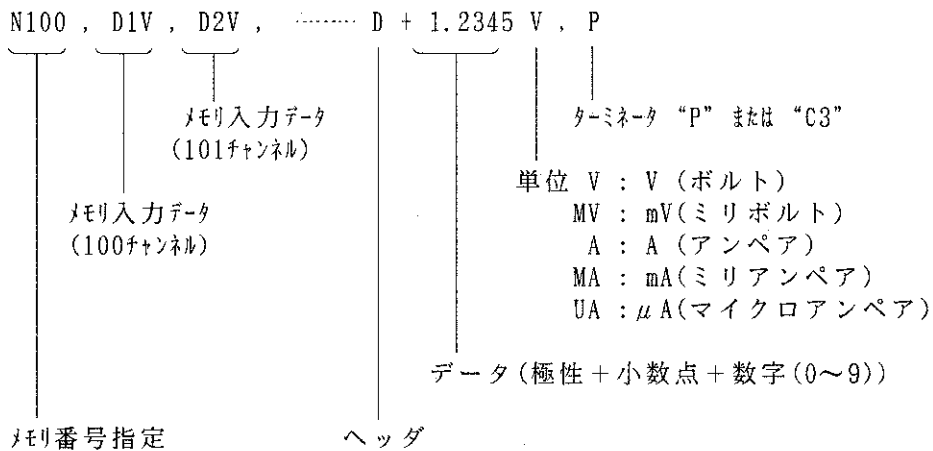 N100 , D1V , D2V , ……… D + 1.2345 V , P
メモリ入力データ
(101チャンネル)
ターミネータ “P” または “C3”
メモリ入力データ
(100チャンネル)
単位 V : V (ボルト)
MV : mV(ミリボルト)
A : A (アンペア)
MA : mA(ミリアンペア)
UA : μA(マイクロアンペア)
データ(極性+小数点+数字(0～9))
メモリ番号指定
ヘッダ